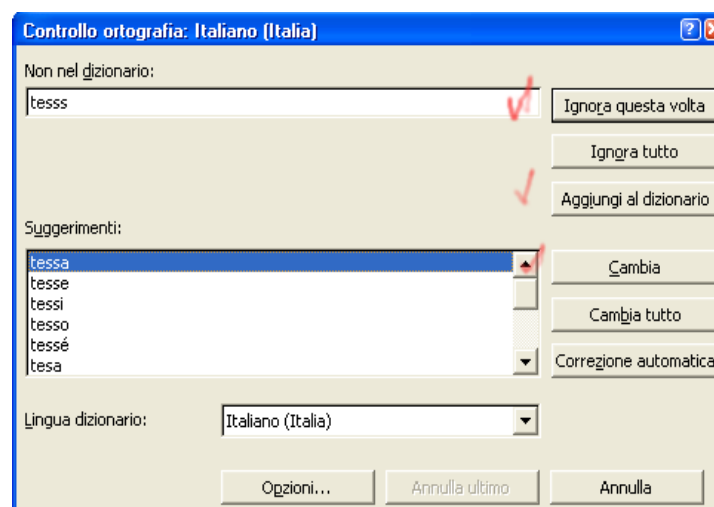 Controllo ortografia: Italiano (Italia)
Non nel dizionario:
tesss
Ignora questa volta
Ignora tutto
Aggiungi al dizionario
Suggerimenti:
tessa
tesse
tessi
tesso
tessé
tesa
Cambia
Cambia tutto
Correzione automatica
Lingua dizionario:
Italiano (Italia)
Opzioni...
Annulla ultimo
Annulla